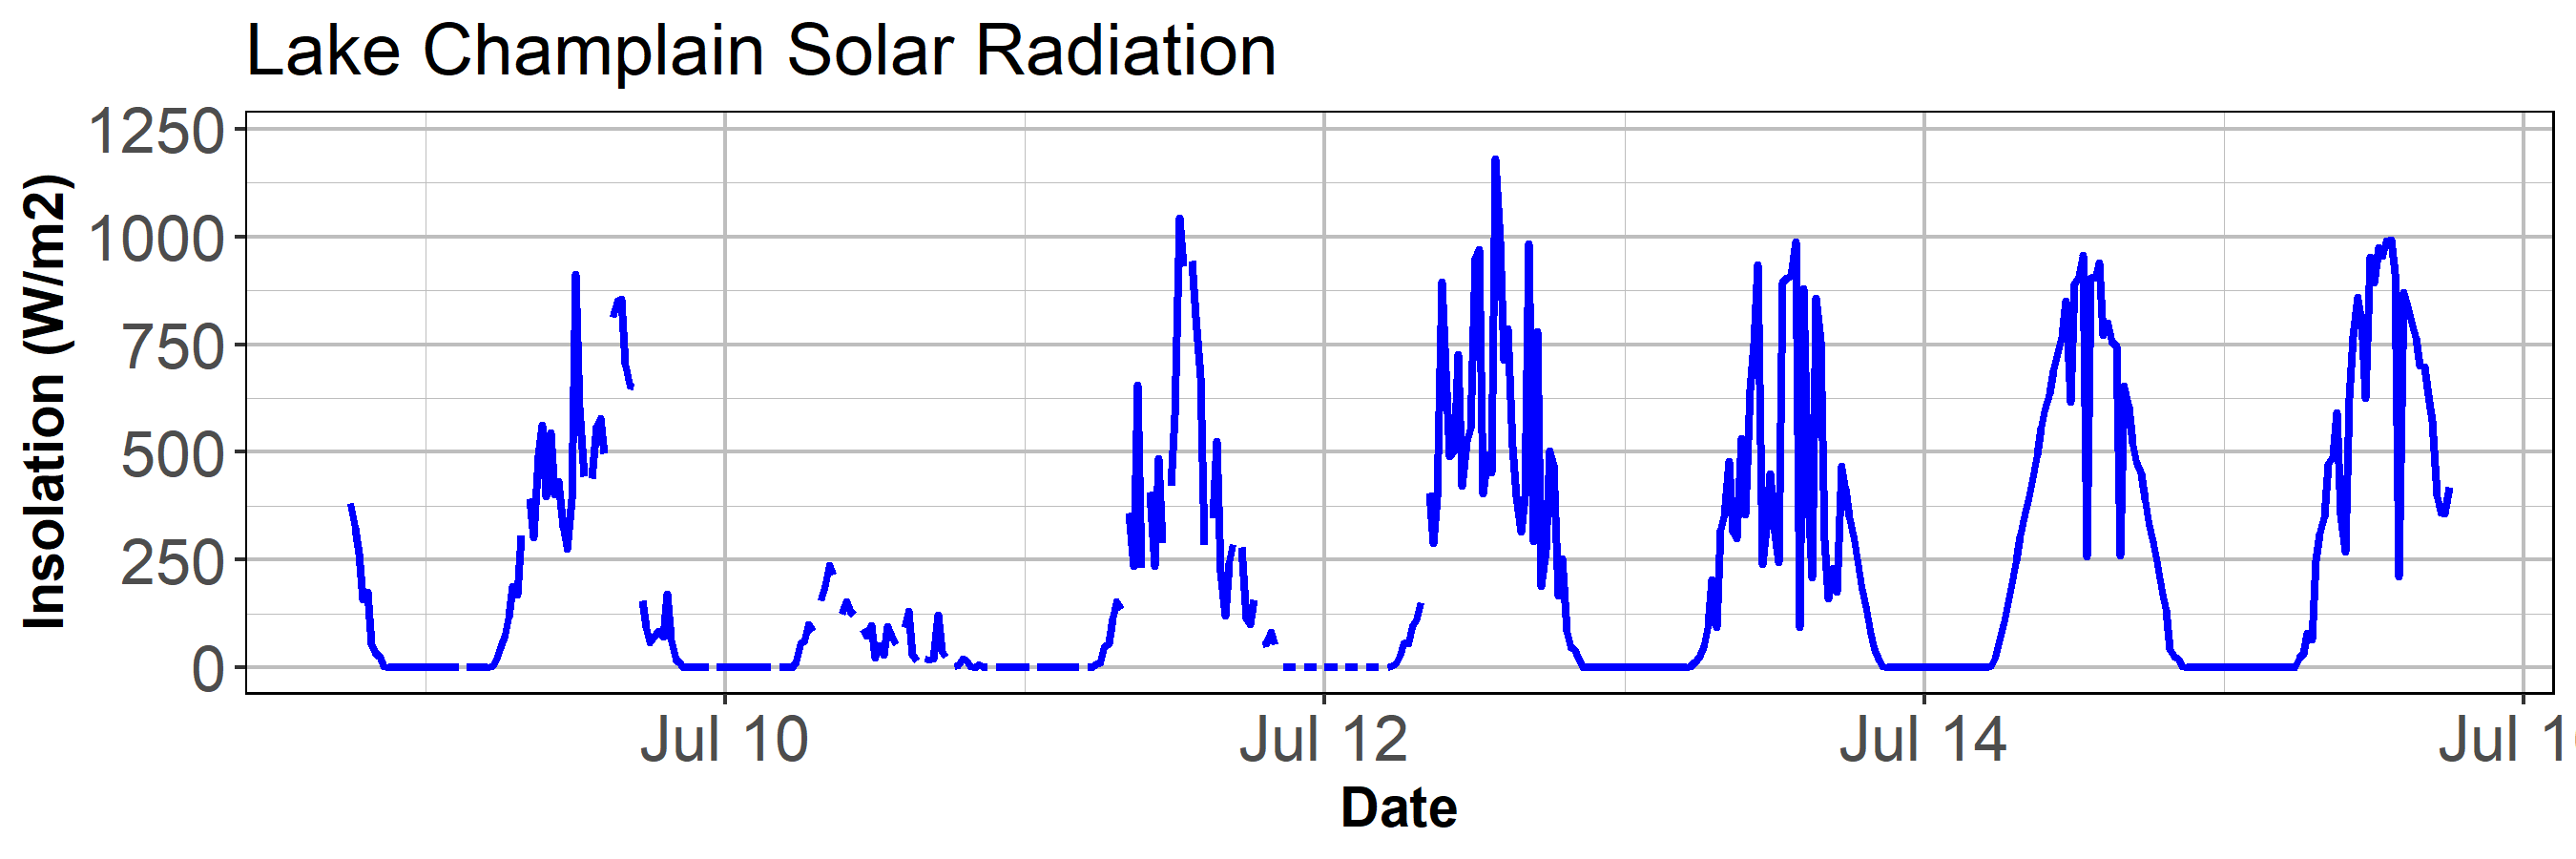 Lake Champlain Solar Radiation
1250
1000
750
500
250
0
Insolation (W/m2)
Jul 10
Jul 12
Jul 14
Jul
Date